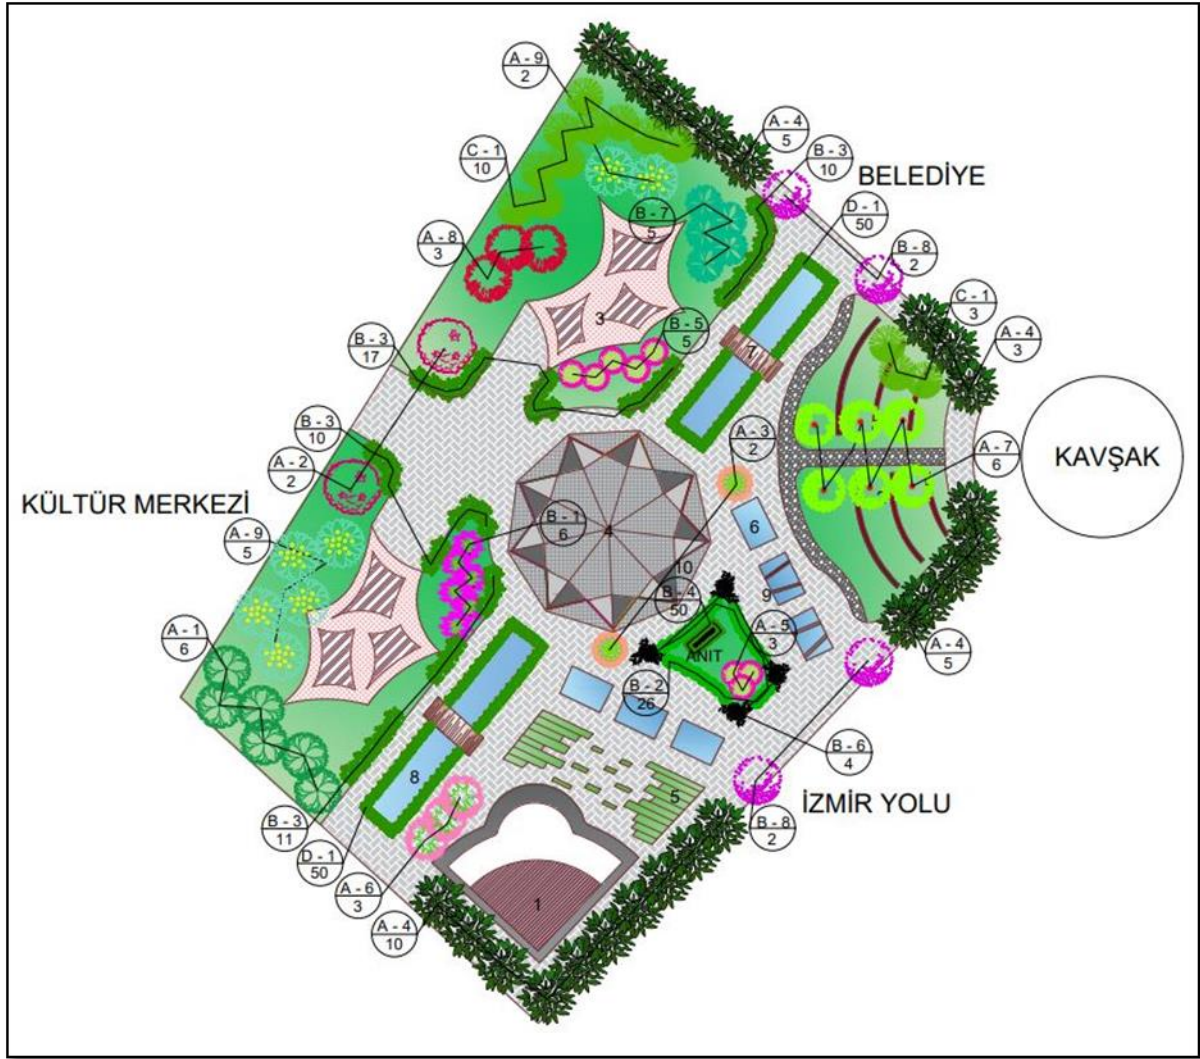 A - 9
2
A - 4
5
B - 3
10
BELEDİYE
C - 1
10
D - 1
50
B - 7
5
A - 8
3
B - 8
2
C - 1
3
A - 4
3
3
B - 5
5
B - 3
17
7
B - 3
10
A - 3
2
A - 7
6
KAVŞAK
A - 2
2
KÜLTÜR MERKEZİ
B - 1
6
4
6
A - 9
5
10
B - 4
50
9
A - 5
3
A - 1
6
ANIT
A - 4
5
B - 2
26
B - 6
4
8
5
İZMİR YOLU
B - 3
11
B - 8
2
D - 1
50
A - 6
3
1
A - 4
10